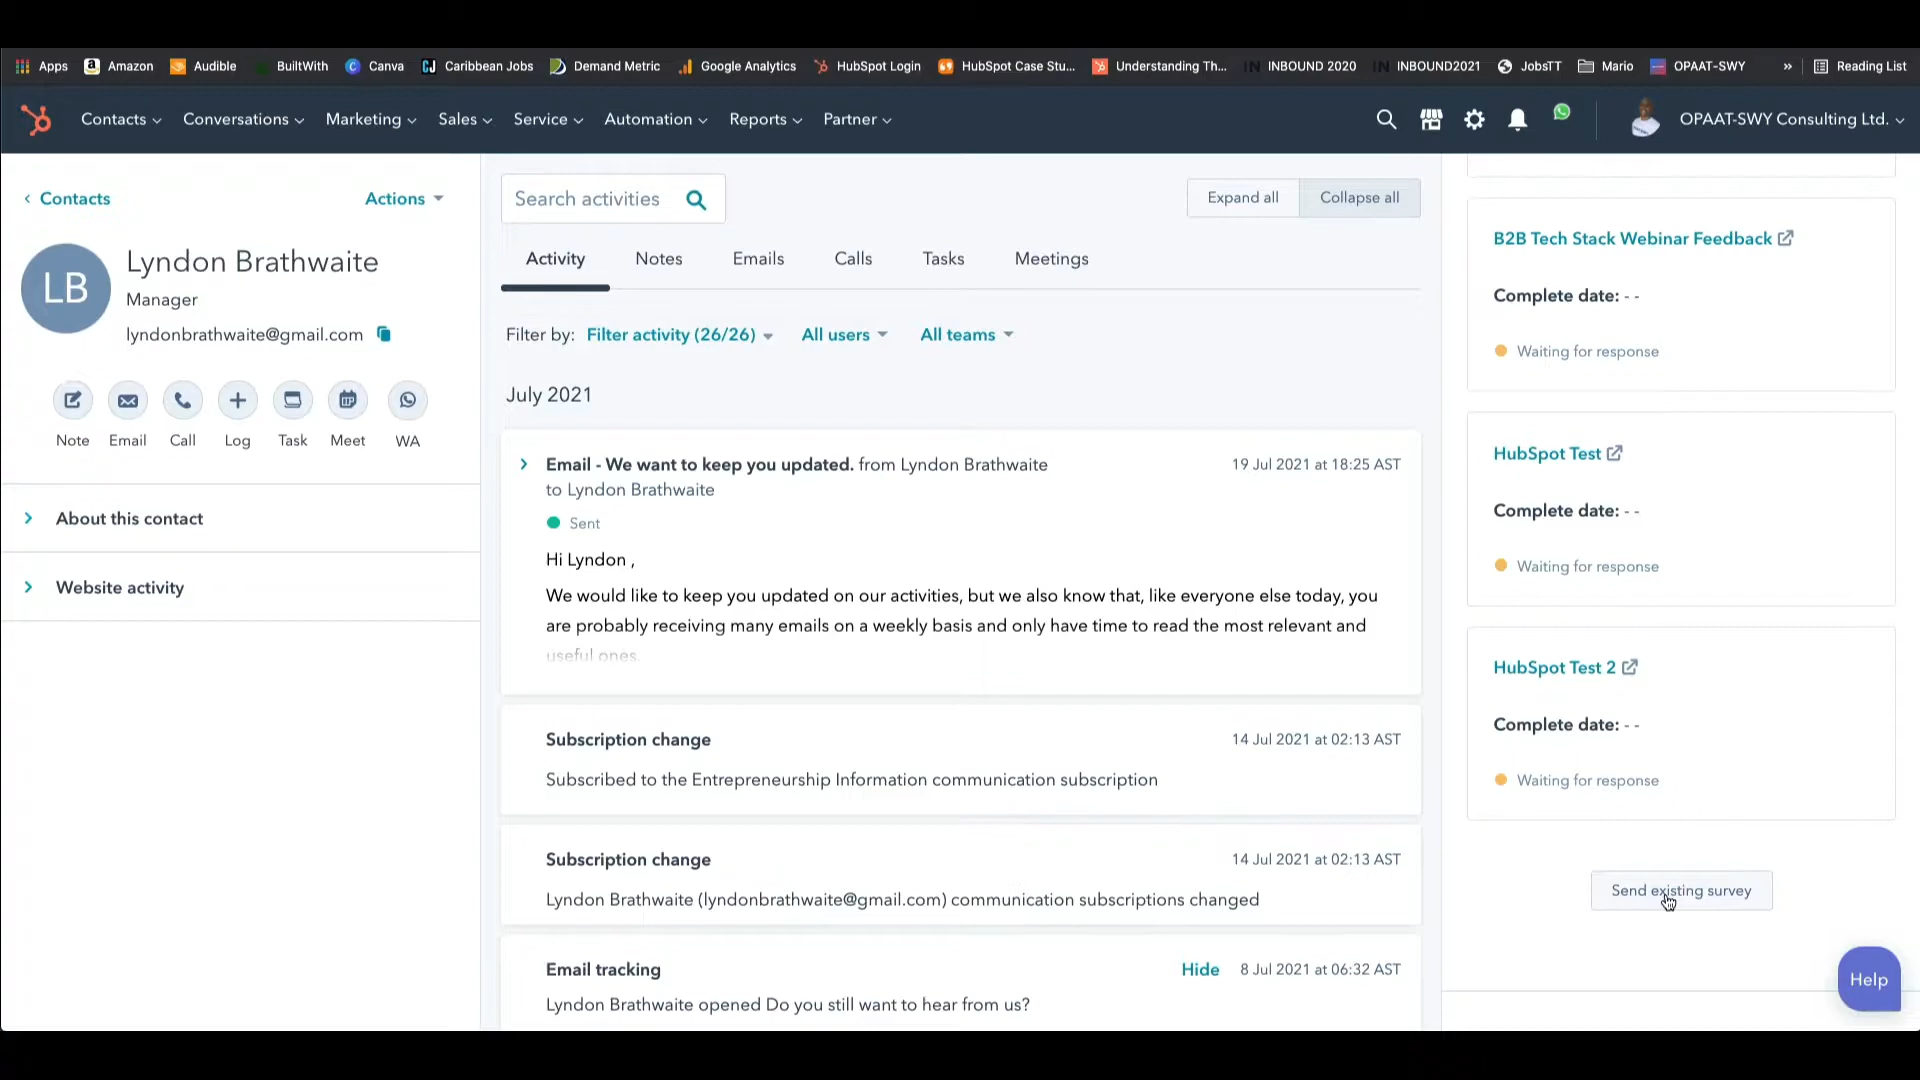 Apps Amazon Audible BuiltWith Canva Caribbean Jobs Demand Metric Google Analytics HubSpot Login HubSpot Case Stu... Understanding Th... INBOUND 2020 INBOUND2021 JobsTT Mario OPAAT-SWY » Reading List
Contacts Conversations Marketing Sales Service Automation Reports Partner OPAAT-SWY Consulting Ltd.
Contacts
Actions
LB
Lyndon Brathwaite
Manager
lyndonbrathwaite@gmail.com
Note Email Call Log Task Meet WA
About this contact
Website activity
Search activities
Expand all Collapse all
Activity Notes Emails Calls Tasks Meetings
Filter by: Filter activity (26/26) All users All teams
July 2021
Email - We want to keep you updated. from Lyndon Brathwaite 19 Jul 2021 at 18:25 AST
to Lyndon Brathwaite
Sent
Hi Lyndon ,
We would like to keep you updated on our activities, but we also know that, like everyone else today, you
are probably receiving many emails on a weekly basis and only have time to read the most relevant and
useful ones.
Subscription change 14 Jul 2021 at 02:13 AST
Subscribed to the Entrepreneurship Information communication subscription
Subscription change 14 Jul 2021 at 02:13 AST
Lyndon Brathwaite (lyndonbrathwaite@gmail.com) communication subscriptions changed
Email tracking Hide 8 Jul 2021 at 06:32 AST
Lyndon Brathwaite opened Do you still want to hear from us?
B2B Tech Stack Webinar Feedback
Complete date: - -
Waiting for response
HubSpot Test
Complete date: - -
Waiting for response
HubSpot Test 2
Complete date: - -
Waiting for response
Send existing survey
Help